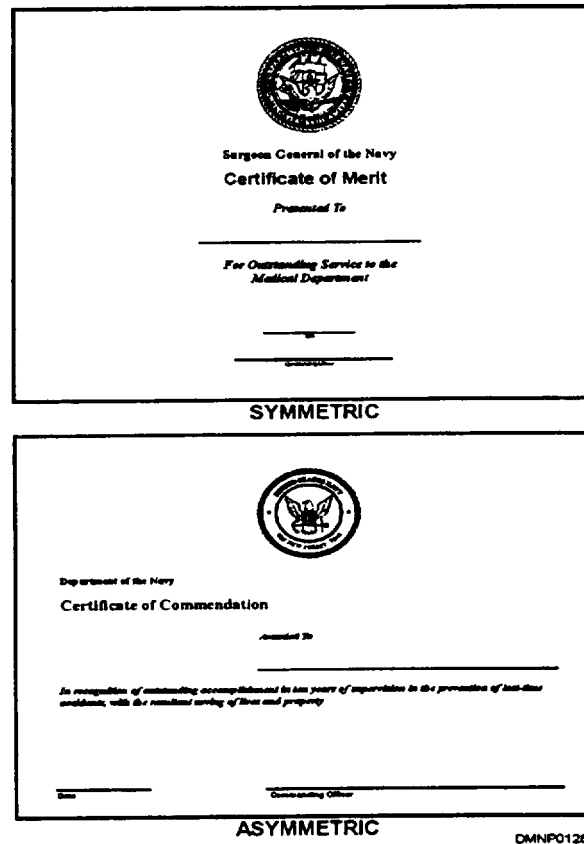 Surgeon General of the Navy
Certificate of Merit
Presented To
For Outstanding Service to the
Medical Department
SYMMETRIC
Department of the Navy
Certificate of Commendation
Awarded To
In recognition of outstanding accomplishment in ten years of supervision in the prevention of lost-time
accidents, with the resultant saving of lives and property
Date
Commanding Officer
ASYMMETRIC
DMNP0126